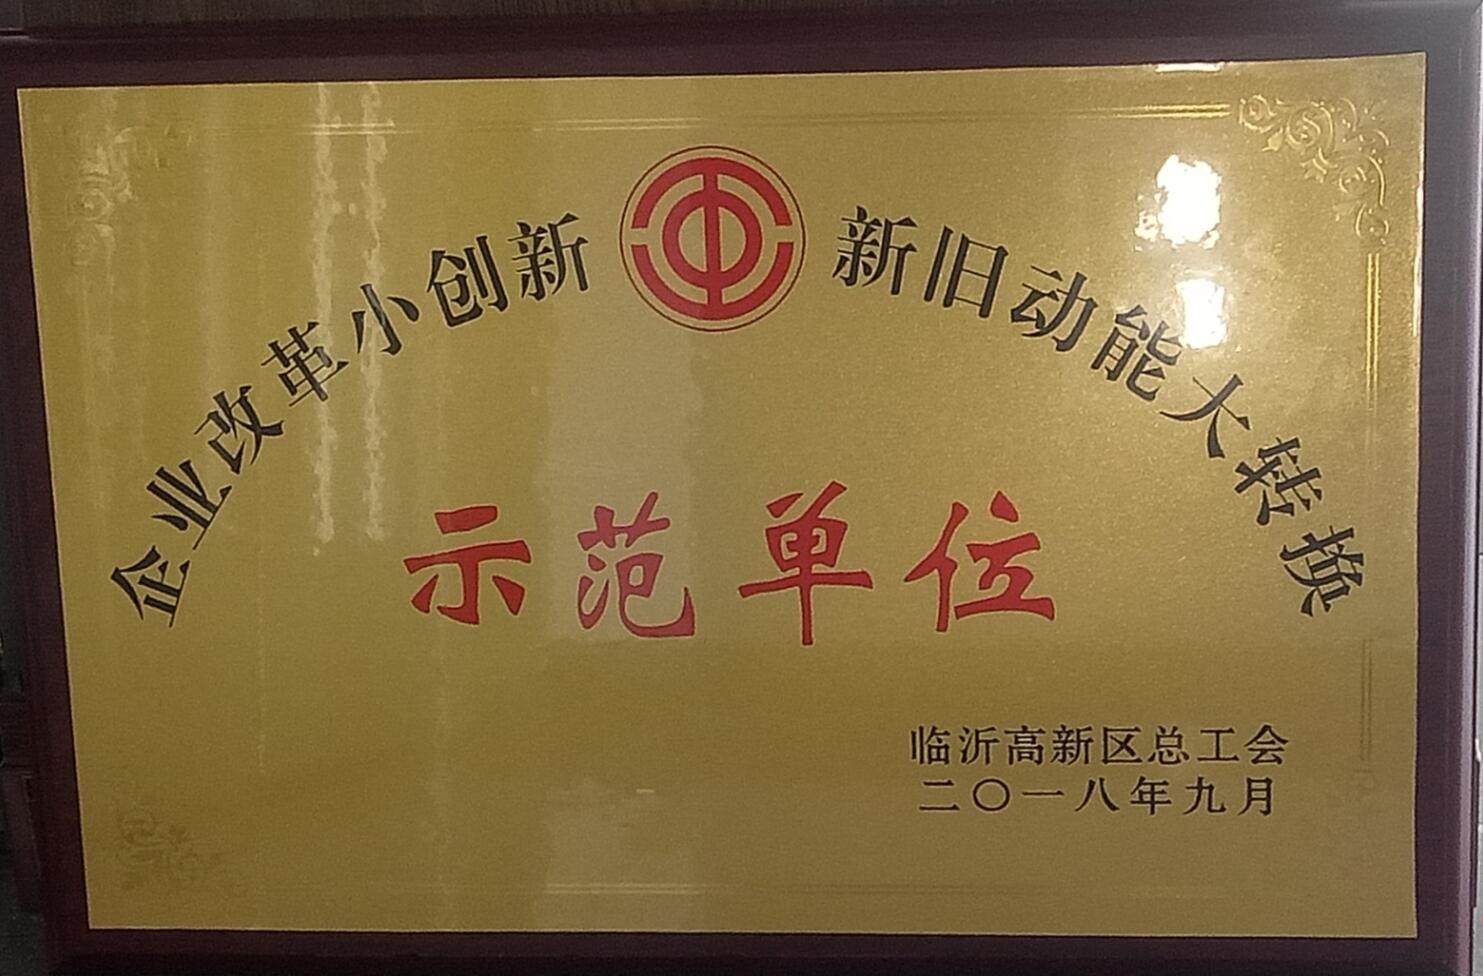 企业改革小创新 新旧动能大转换
示范单位
临沂高新区总工会
二〇一八年九月